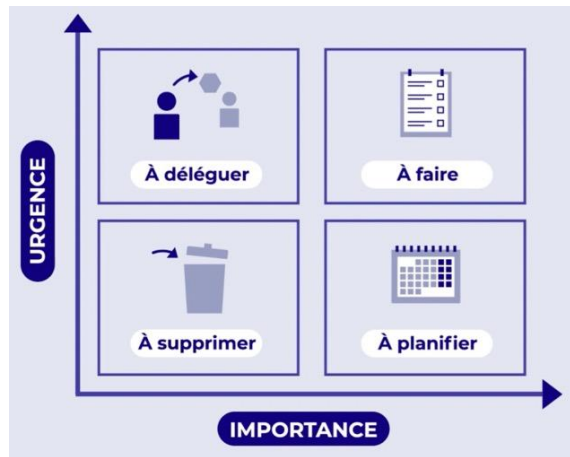 URGENCE
À déléguer
À faire
À supprimer
À planifier
IMPORTANCE